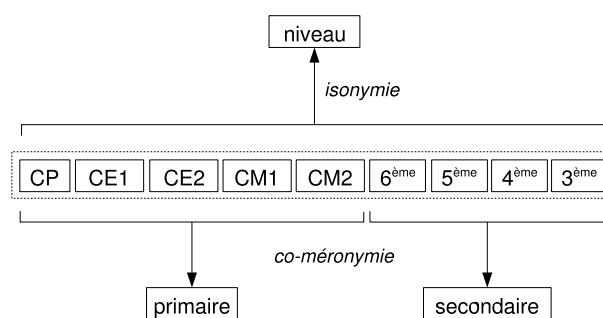 niveau
isonymie
CP CE1 CE2 CM1 CM2 6ème 5ème 4ème 3ème
co-méronymie
primaire secondaire